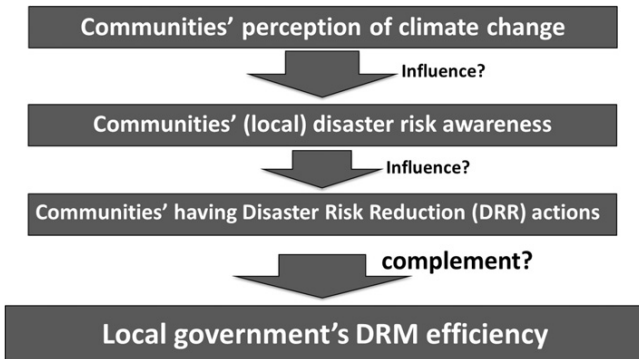 Communities’ perception of climate change
Influence?
Communities’ (local) disaster risk awareness
Influence?
Communities’ having Disaster Risk Reduction (DRR) actions
complement?
Local government’s DRM efficiency